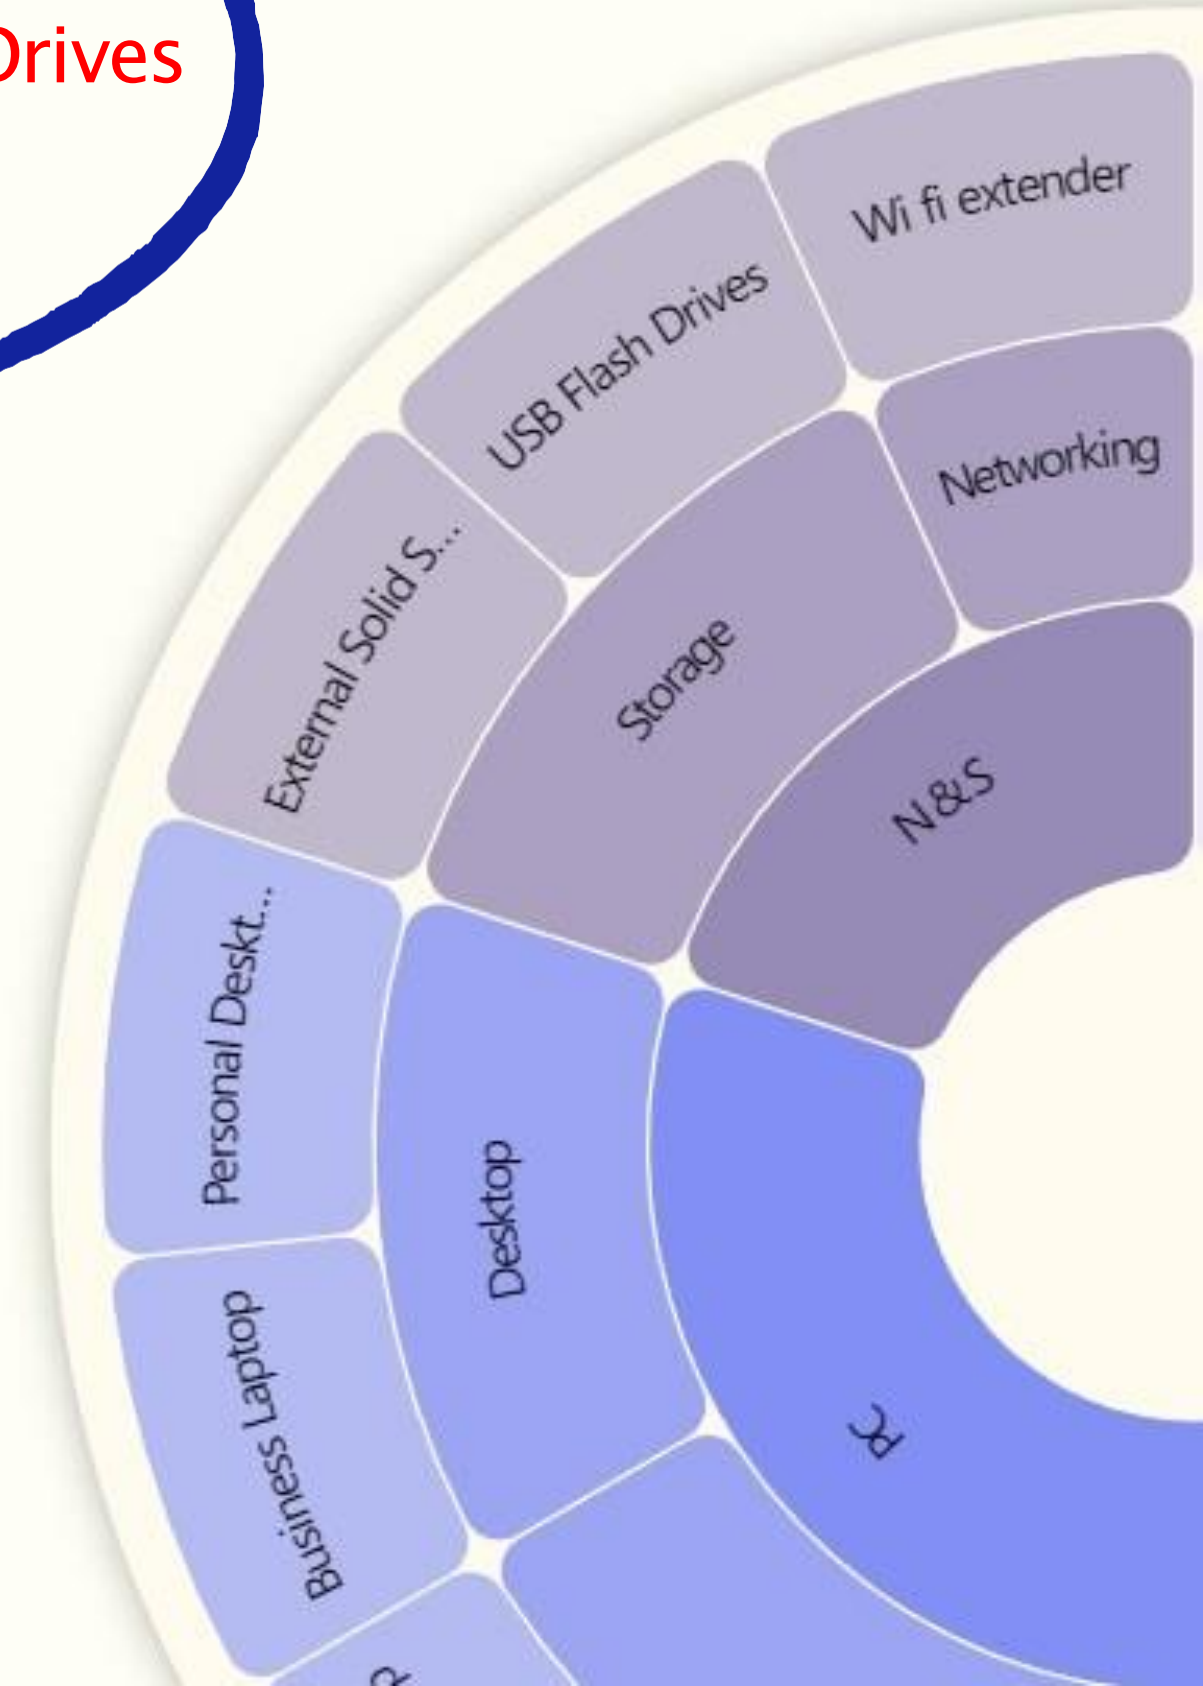 Drives
Wi fi extender
USB Flash Drives
Networking
External Solid S...
Storage
N&S
Personal Deskt...
Desktop
Business Laptop
PC